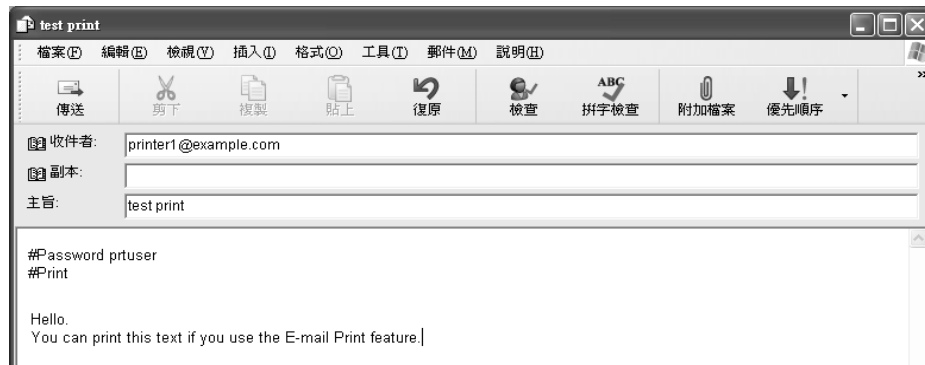 test print
檔案(F) 編輯(E) 檢視(V) 插入(I) 格式(O) 工具(T) 郵件(M) 說明(H)
傳送 剪下 複製 貼上 復原 檢查 ABC 拼字檢查 附加檔案 優先順序 »
收件者: printer1@example.com
副本:
主旨: test print
#Password prtuser
#Print
Hello.
You can print this text if you use the E-mail Print feature.